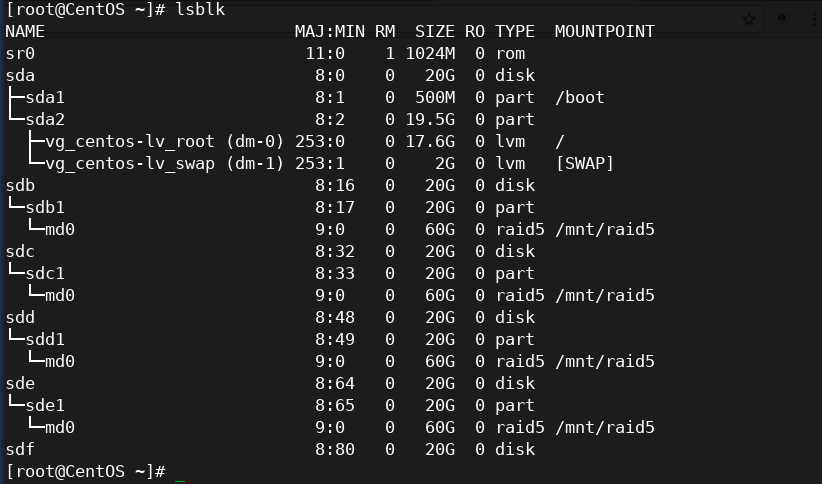 [root@CentOS ~]# lsblk
NAME                         MAJ:MIN RM  SIZE RO TYPE  MOUNTPOINT
sr0                           11:0    1 1024M  0 rom
sda                            8:0    0   20G  0 disk
├─sda1                         8:1    0  500M  0 part  /boot
└─sda2                         8:2    0 19.5G  0 part
  ├─vg_centos-lv_root (dm-0) 253:0    0 17.6G  0 lvm   /
  └─vg_centos-lv_swap (dm-1) 253:1    0    2G  0 lvm   [SWAP]
sdb                            8:16   0   20G  0 disk
└─sdb1                         8:17   0   20G  0 part
  └─md0                        9:0    0   60G  0 raid5 /mnt/raid5
sdc                            8:32   0   20G  0 disk
└─sdc1                         8:33   0   20G  0 part
  └─md0                        9:0    0   60G  0 raid5 /mnt/raid5
sdd                            8:48   0   20G  0 disk
└─sdd1                         8:49   0   20G  0 part
  └─md0                        9:0    0   60G  0 raid5 /mnt/raid5
sde                            8:64   0   20G  0 disk
└─sde1                         8:65   0   20G  0 part
  └─md0                        9:0    0   60G  0 raid5 /mnt/raid5
sdf                            8:80   0   20G  0 disk
[root@CentOS ~]# _